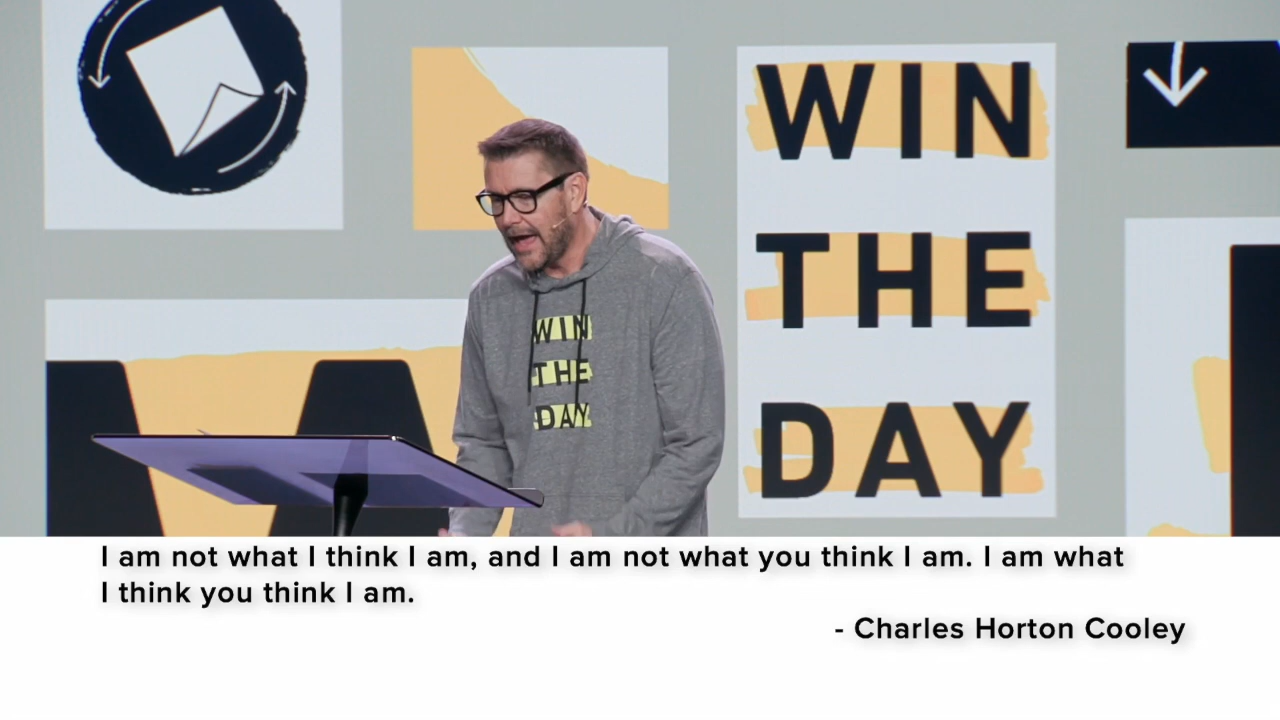 WIN
THE
DAY
WIN
THE
DAY
I am not what I think I am, and I am not what you think I am. I am what
I think you think I am.
- Charles Horton Cooley